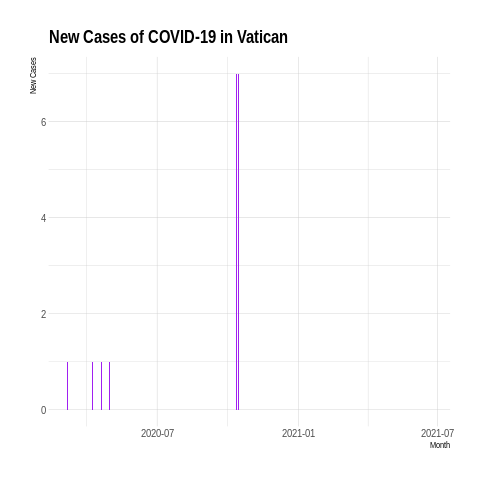 New Cases of COVID-19 in Vatican
New Cases
6
4
2
0
2020-07
2021-01
2021-07
Month